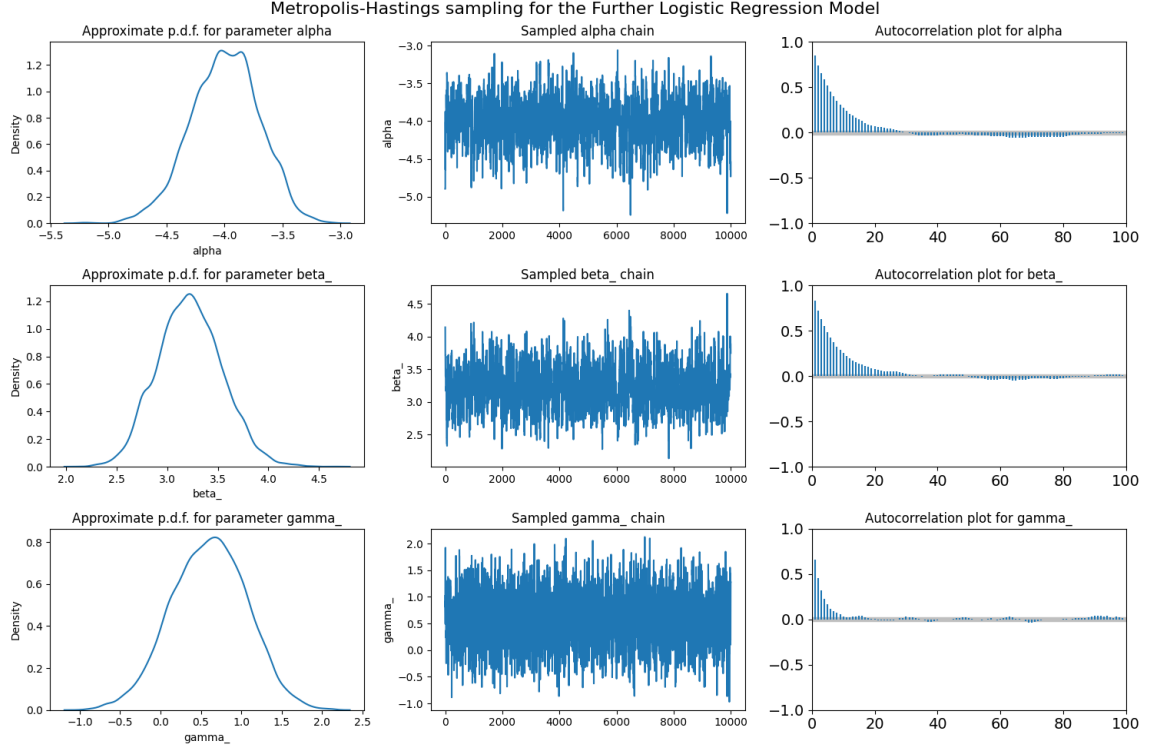 Metropolis-Hastings sampling for the Further Logistic Regression Model
Approximate p.d.f. for parameter alpha
Density
1.2
1.0
0.8
0.6
0.4
0.2
0.0
−5.5 −5.0 −4.5 −4.0 −3.5 −3.0
alpha
Sampled alpha chain
alpha
−3.0
−3.5
−4.0
−4.5
−5.0
0 2000 4000 6000 8000 10000
Autocorrelation plot for alpha
1.0
0.5
0.0
−0.5
−1.0
0 20 40 60 80 100
Approximate p.d.f. for parameter beta_
Density
1.2
1.0
0.8
0.6
0.4
0.2
0.0
2.0 2.5 3.0 3.5 4.0 4.5
beta_
Sampled beta_ chain
beta_
4.5
4.0
3.5
3.0
2.5
0 2000 4000 6000 8000 10000
Autocorrelation plot for beta_
1.0
0.5
0.0
−0.5
−1.0
0 20 40 60 80 100
Approximate p.d.f. for parameter gamma_
Density
0.8
0.6
0.4
0.2
0.0
−1.0 −0.5 0.0 0.5 1.0 1.5 2.0 2.5
gamma_
Sampled gamma_ chain
gamma_
2.0
1.5
1.0
0.5
0.0
−0.5
−1.0
0 2000 4000 6000 8000 10000
Autocorrelation plot for gamma_
1.0
0.5
0.0
−0.5
−1.0
0 20 40 60 80 100